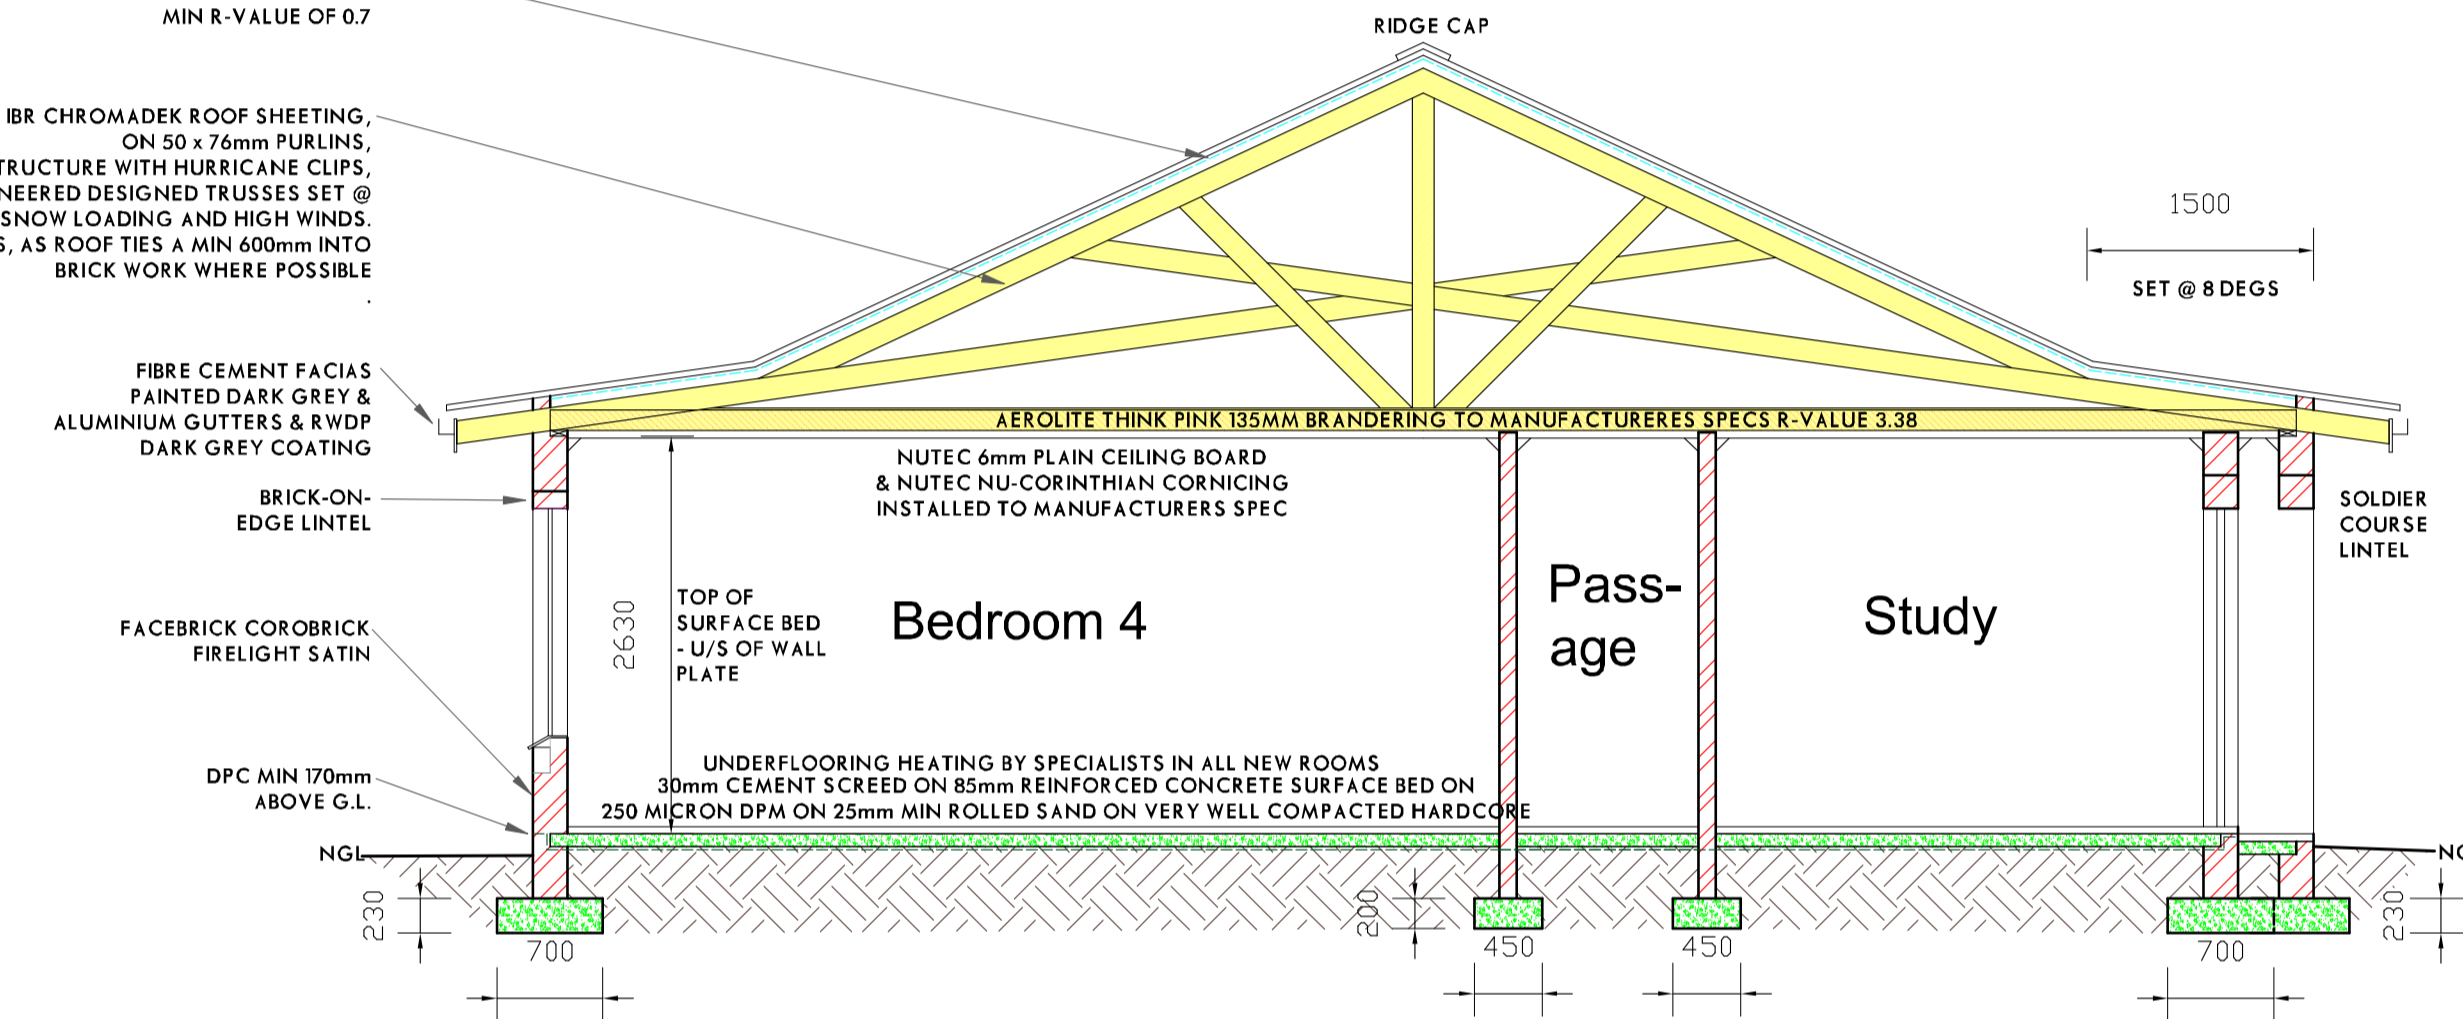 MIN R-VALUE OF 0.7
RIDGE CAP
IBR CHROMADEK ROOF SHEETING,
ON 50 x 76mm PURLINS,
TRUCTURE WITH HURRICANE CLIPS,
NEERED DESIGNED TRUSSES SET @
SNOW LOADING AND HIGH WINDS.
S, AS ROOF TIES A MIN 600mm INTO
BRICK WORK WHERE POSSIBLE
.
1500
SET @ 8 DEGS
FIBRE CEMENT FACIAS
PAINTED DARK GREY &
ALUMINIUM GUTTERS & RWDP
DARK GREY COATING
AEROLITE THINK PINK 135MM BRANDERING TO MANUFACTURERES SPECS R-VALUE 3.38
NUTEC 6mm PLAIN CEILING BOARD
& NUTEC NU-CORINTHIAN CORNICING
INSTALLED TO MANUFACTURERS SPEC
BRICK-ON-
EDGE LINTEL
SOLDIER
COURSE
LINTEL
2630
TOP OF
SURFACE BED
- U/S OF WALL
PLATE
Bedroom 4
Pass-
age
Study
FACEBRICK COROBRICK
FIRELIGHT SATIN
UNDERFLOORING HEATING BY SPECIALISTS IN ALL NEW ROOMS
30mm CEMENT SCREED ON 85mm REINFORCED CONCRETE SURFACE BED ON
250 MICRON DPM ON 25mm MIN ROLLED SAND ON VERY WELL COMPACTED HARDCORE
DPC MIN 170mm
ABOVE G.L.
NGL
NG
230
700
200
450
450
700
230